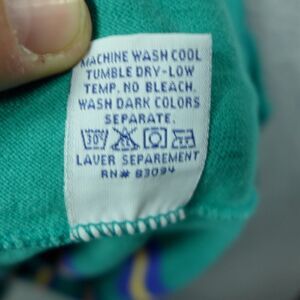 MACHINE WASH COOL
TUMBLE DRY-LOW
TEMP. NO BLEACH.
WASH DARK COLORS
SEPARATE.
30°
LAVER SEPAREMENT
RN# 83094